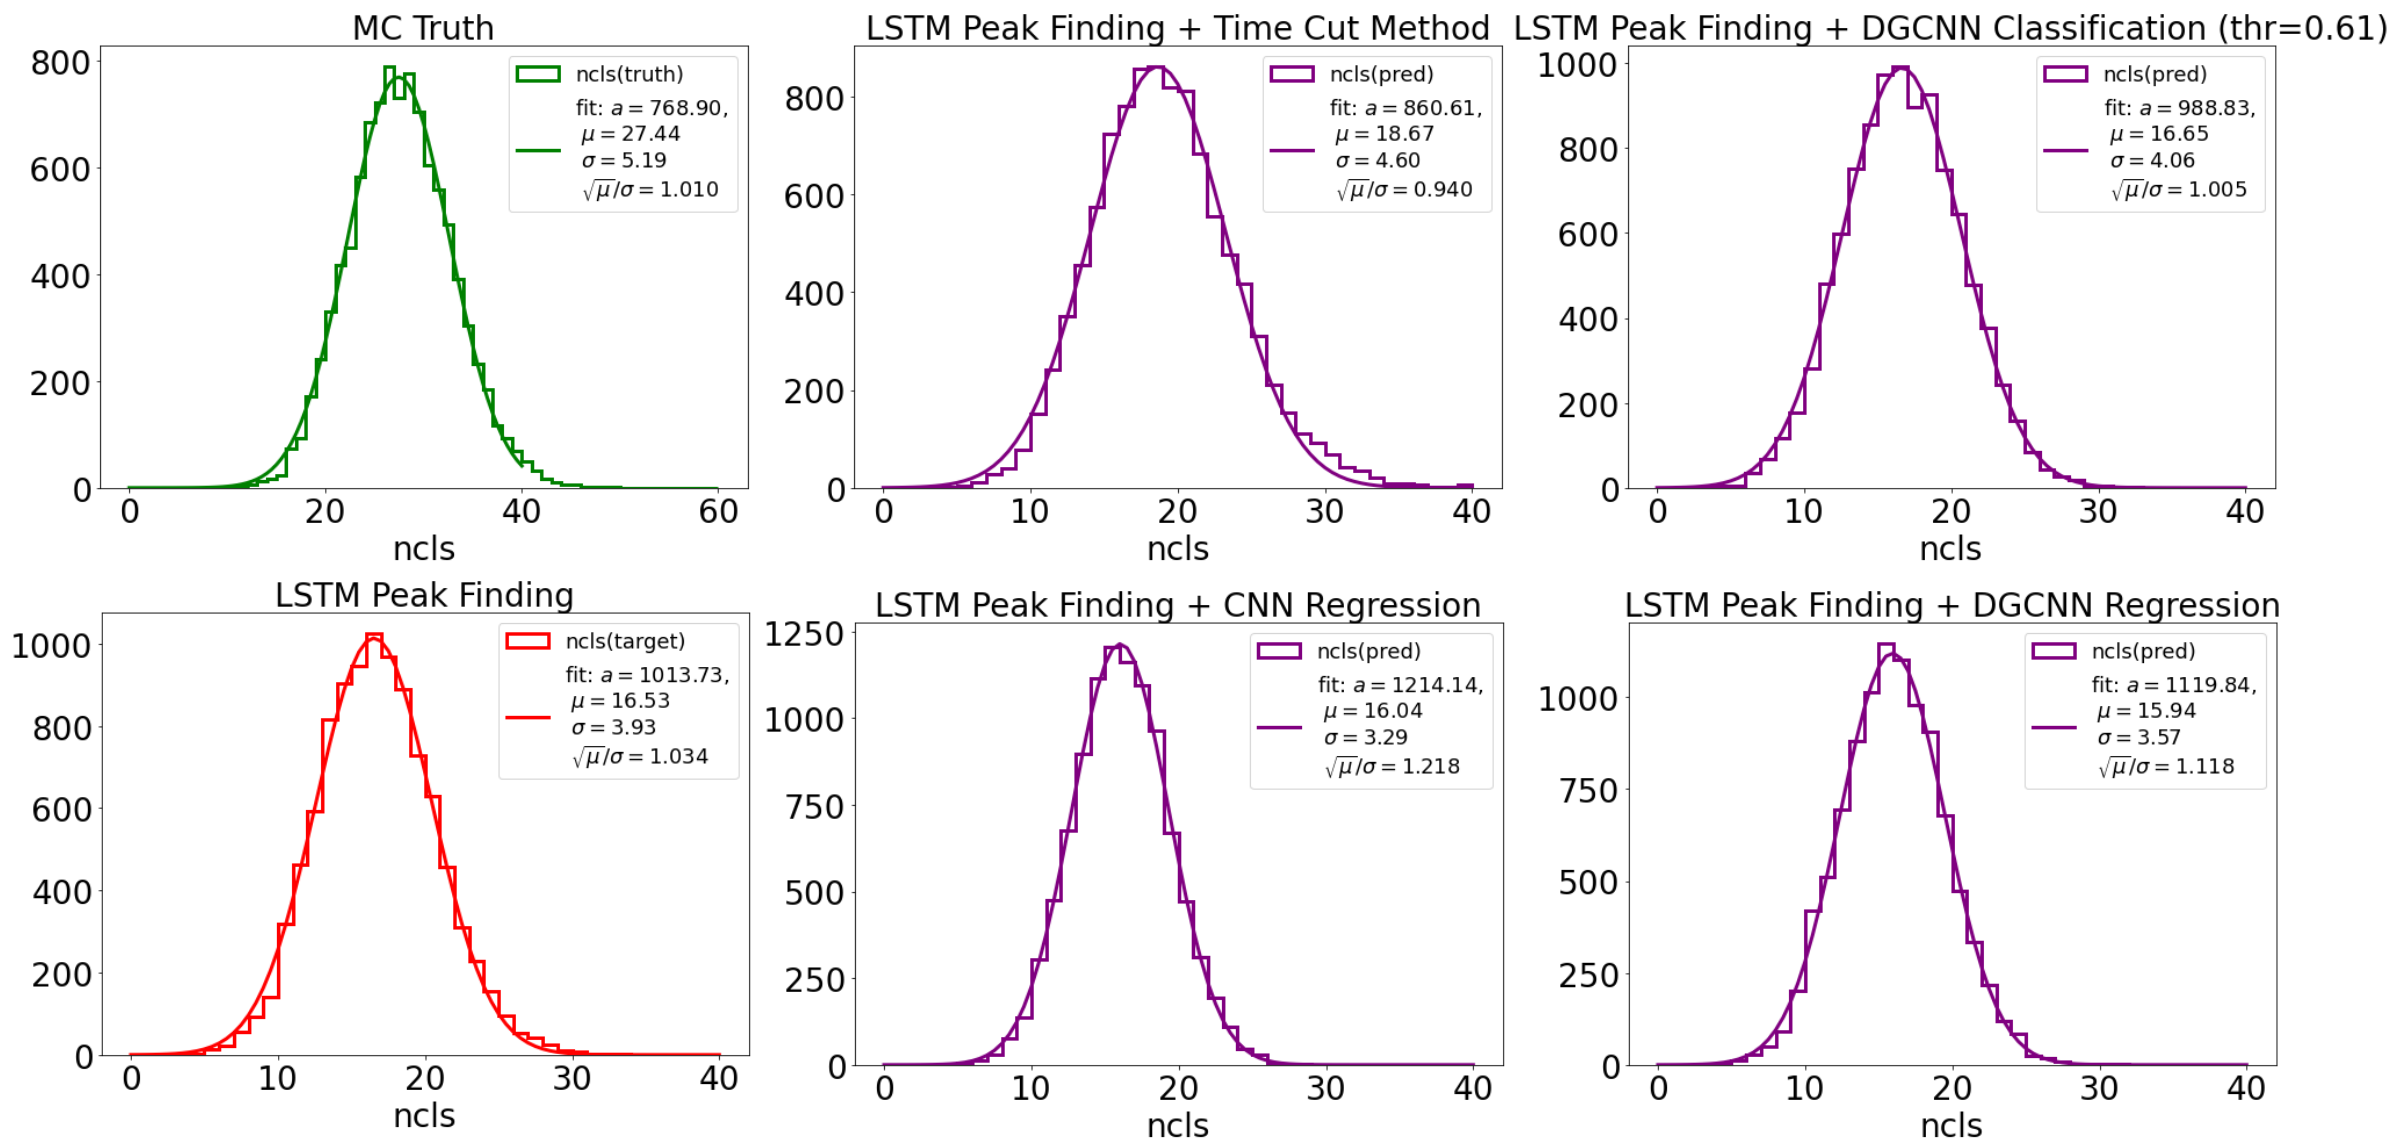 MC Truth
800
600
400
200
0
0 20 40 60
ncls
ncls(truth)
fit: a = 768.90,
μ = 27.44
σ = 5.19
√μ/σ = 1.010
LSTM Peak Finding + Time Cut Method
800
600
400
200
0
0 10 20 30 40
ncls
ncls(pred)
fit: a = 860.61,
μ = 18.67
σ = 4.60
√μ/σ = 0.940
LSTM Peak Finding + DGCNN Classification (thr=0.61)
1000
800
600
400
200
0
0 10 20 30 40
ncls
ncls(pred)
fit: a = 988.83,
μ = 16.65
σ = 4.06
√μ/σ = 1.005
LSTM Peak Finding
1000
800
600
400
200
0
0 10 20 30 40
ncls
ncls(target)
fit: a = 1013.73,
μ = 16.53
σ = 3.93
√μ/σ = 1.034
LSTM Peak Finding + CNN Regression
1250
1000
750
500
250
0
0 10 20 30 40
ncls
ncls(pred)
fit: a = 1214.14,
μ = 16.04
σ = 3.29
√μ/σ = 1.218
LSTM Peak Finding + DGCNN Regression
1000
750
500
250
0
0 10 20 30 40
ncls
ncls(pred)
fit: a = 1119.84,
μ = 15.94
σ = 3.57
√μ/σ = 1.118